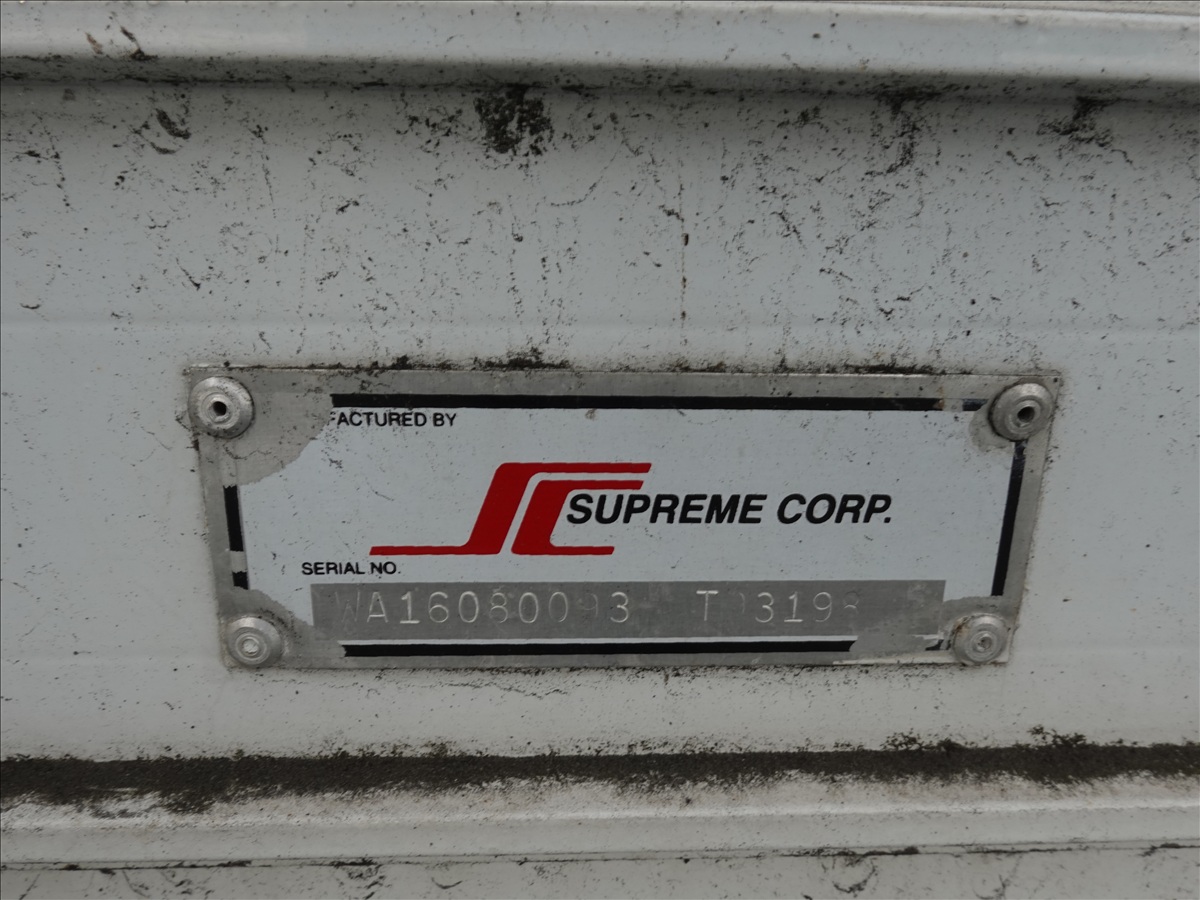 FACTURED BY
SUPREME CORP.
SERIAL NO.
WA16080093